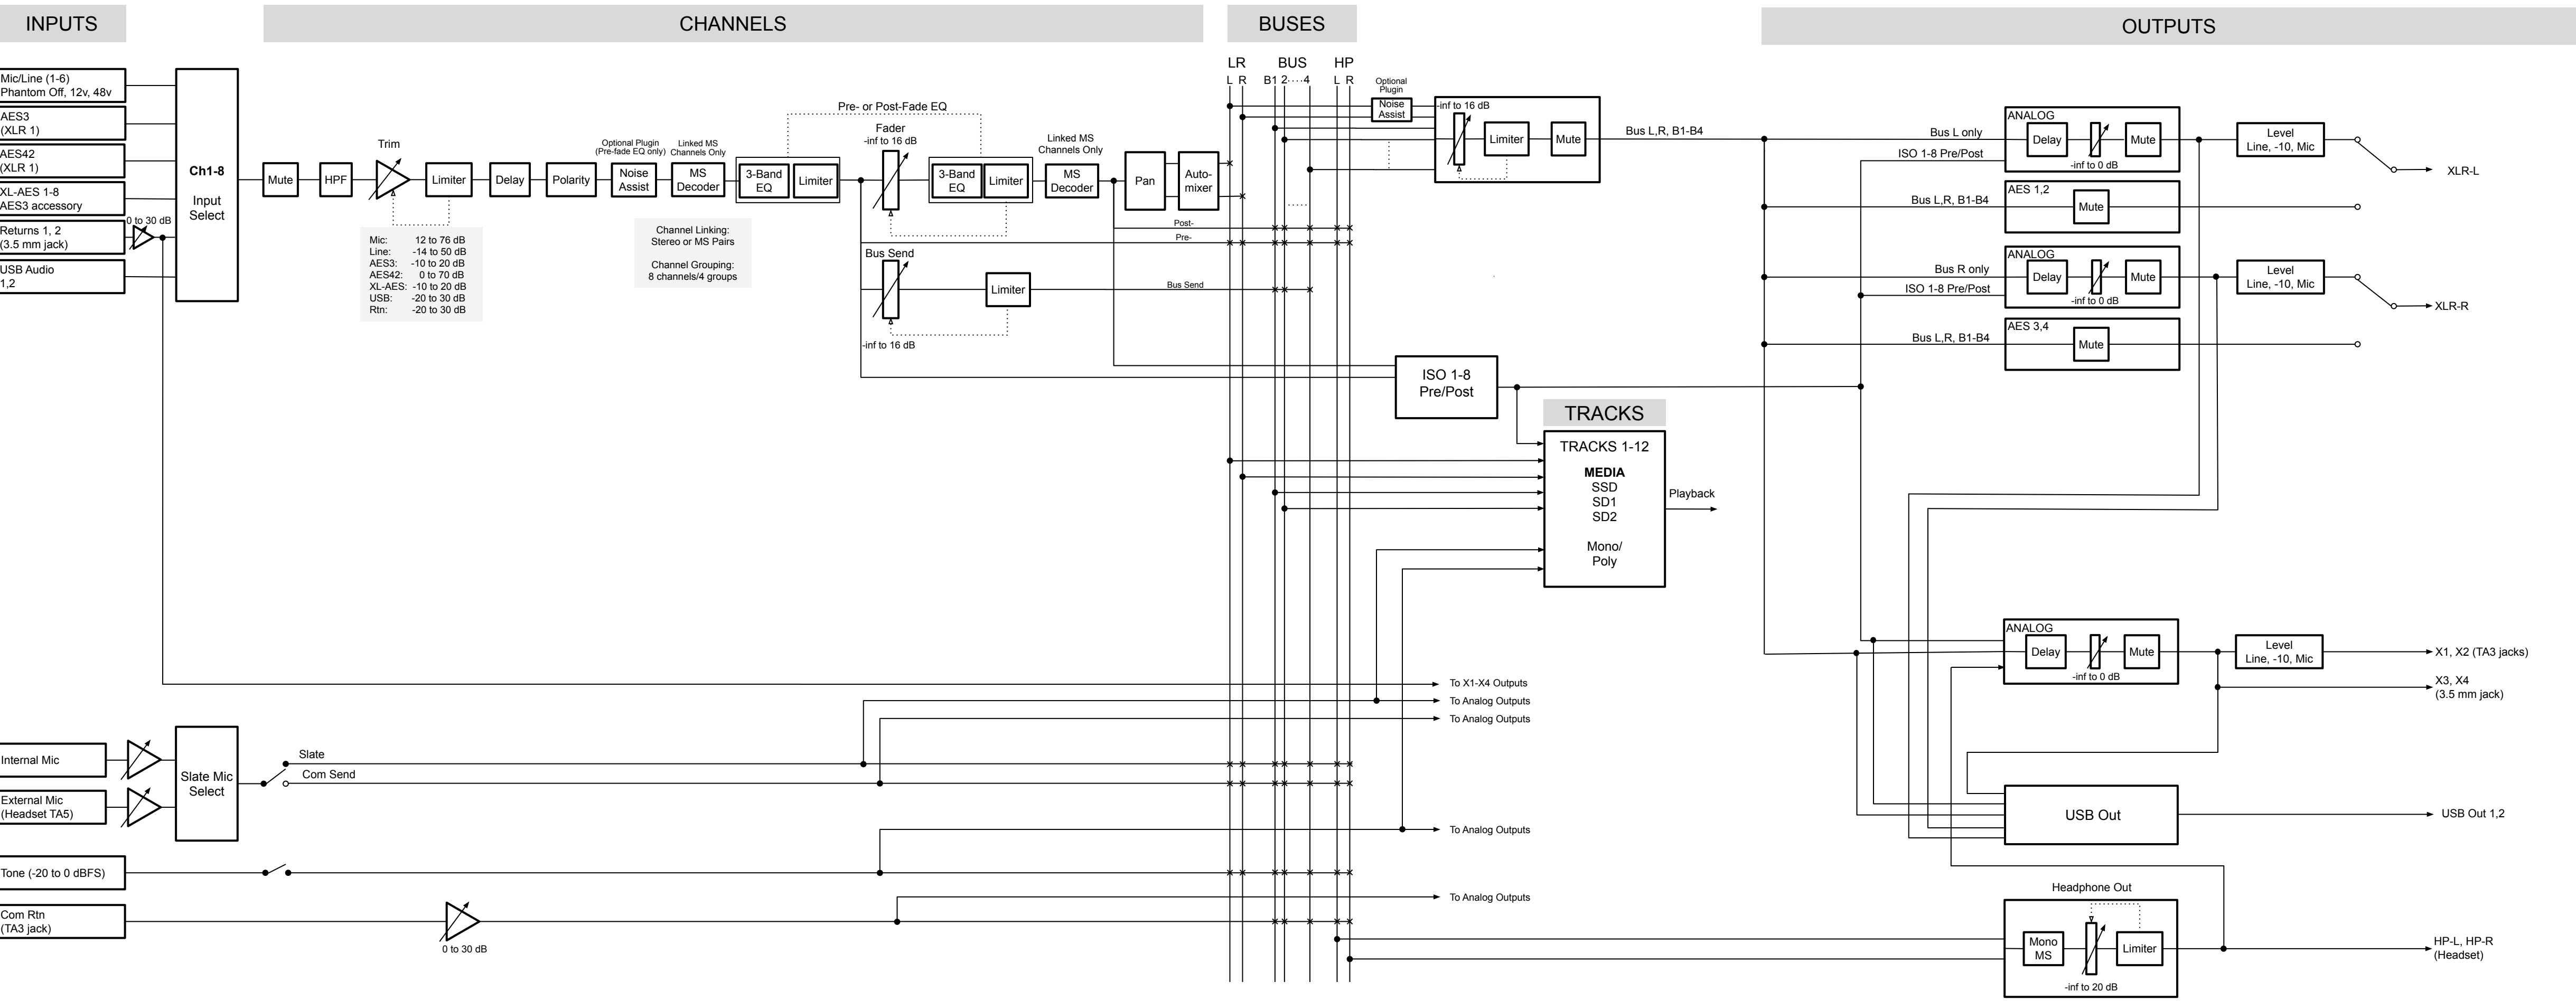 INPUTS
CHANNELS
BUSES
OUTPUTS
Mic/Line (1-6)
Phantom Off, 12v, 48v
AES3
(XLR 1)
AES42
(XLR 1)
XL-AES 1-8
AES3 accessory
0 to 30 dB
Returns 1, 2
(3.5 mm jack)
USB Audio
1,2
Ch1-8
Input
Select
Mute
HPF
Trim
Limiter
Delay
Polarity
Optional Plugin
(Pre-fade EQ only)
Noise
Assist
Linked MS
Channels Only
MS
Decoder
Pre- or Post-Fade EQ
3-Band
EQ
Limiter
Fader
-inf to 16 dB
3-Band
EQ
Limiter
Linked MS
Channels Only
MS
Decoder
Pan
Auto-
mixer
Mic: 12 to 76 dB
Line: -14 to 50 dB
AES3: -10 to 20 dB
AES42: 0 to 70 dB
XL-AES: -10 to 20 dB
USB: -20 to 30 dB
Rtn: -20 to 30 dB
Channel Linking:
Stereo or MS Pairs
Channel Grouping:
8 channels/4 groups
Post-
Pre-
Bus Send
Limiter
Bus Send
-inf to 16 dB
LR BUS HP
L R B1 2····4 L R
.....
Optional
Plugin
Noise
Assist
-inf to 16 dB
Limiter
Mute
Bus L,R, B1-B4
ISO 1-8
Pre/Post
TRACKS
TRACKS 1-12
MEDIA
SSD
SD1
SD2
Mono/
Poly
Playback
Bus L only
ISO 1-8 Pre/Post
ANALOG
Delay
Mute
-inf to 0 dB
Level
Line, -10, Mic
XLR-L
Bus L,R, B1-B4
AES 1,2
Mute
Bus R only
ISO 1-8 Pre/Post
ANALOG
Delay
Mute
-inf to 0 dB
Level
Line, -10, Mic
XLR-R
Bus L,R, B1-B4
AES 3,4
Mute
ANALOG
Delay
Mute
-inf to 0 dB
Level
Line, -10, Mic
X1, X2 (TA3 jacks)
X3, X4
(3.5 mm jack)
USB Out
USB Out 1,2
Headphone Out
Mono
MS
Limiter
-inf to 20 dB
HP-L, HP-R
(Headset)
To X1-X4 Outputs
To Analog Outputs
To Analog Outputs
Internal Mic
External Mic
(Headset TA5)
Slate Mic
Select
Slate
Com Send
To Analog Outputs
Tone (-20 to 0 dBFS)
To Analog Outputs
Com Rtn
(TA3 jack)
0 to 30 dB